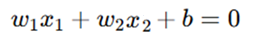 w₁x₁ + w₂x₂ + b = 0